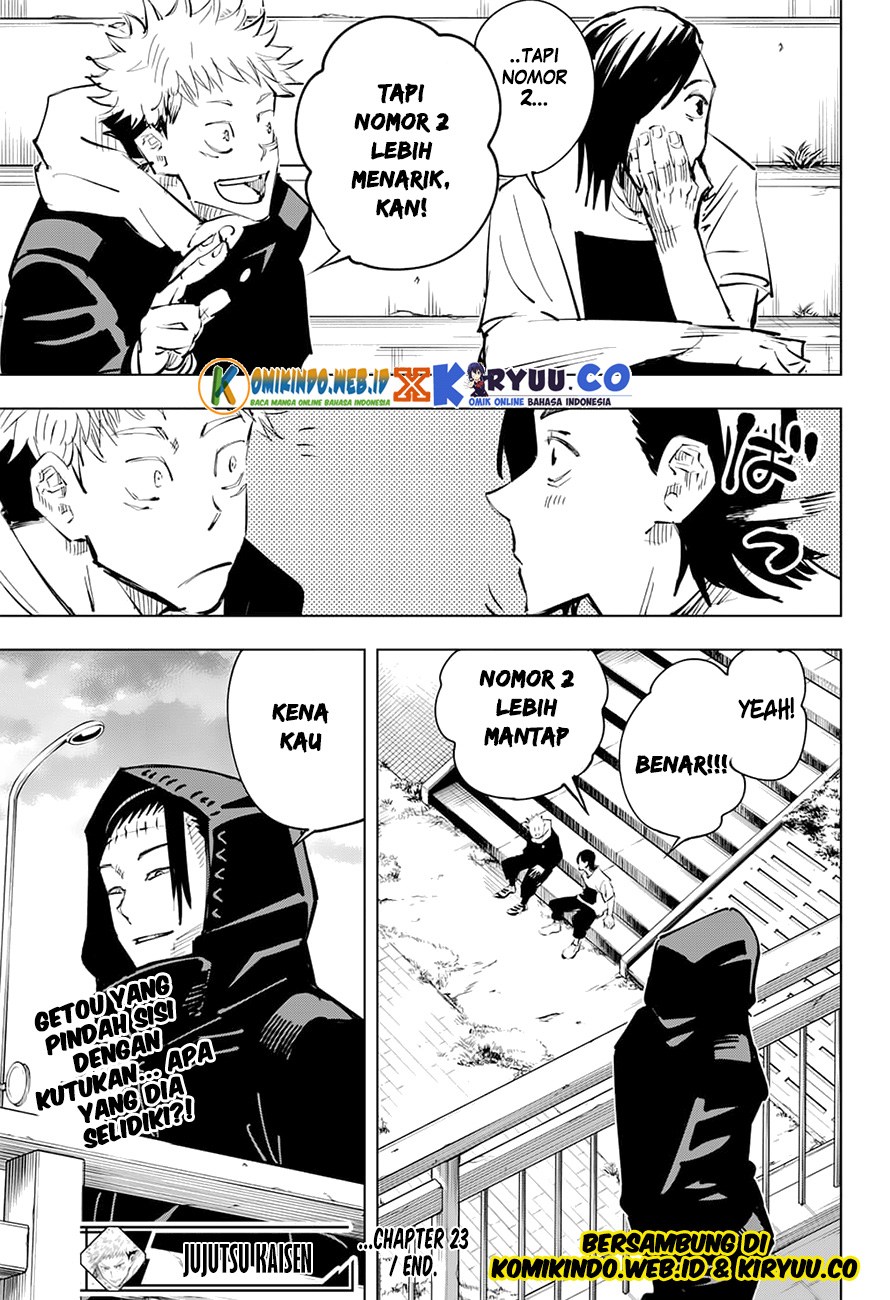 ..TAPI
NOMOR
2...
TAPI
NOMOR 2
LEBIH
MENARIK,
KAN!
KOMIKINDO.WEB.ID X KIRYUU.CO
BACA MANGA ONLINE BAHASA INDONESIA
OMIK ONLINE BAHASA INDONESIA
ばっ
YEAH!
BENAR!!!
NOMOR 2
LEBIH
MANTAP
KENA
KAU
GETOU YANG
PINDAH SISI
DENGAN
KUTUKAN... APA
YANG DIA
SELIDIKI?!
JUJUTSU KAISEN
...CHAPTER 23
/ END.
BERSAMBUNG DI
KOMIKINDO.WEB.ID & KIRYUU.CO